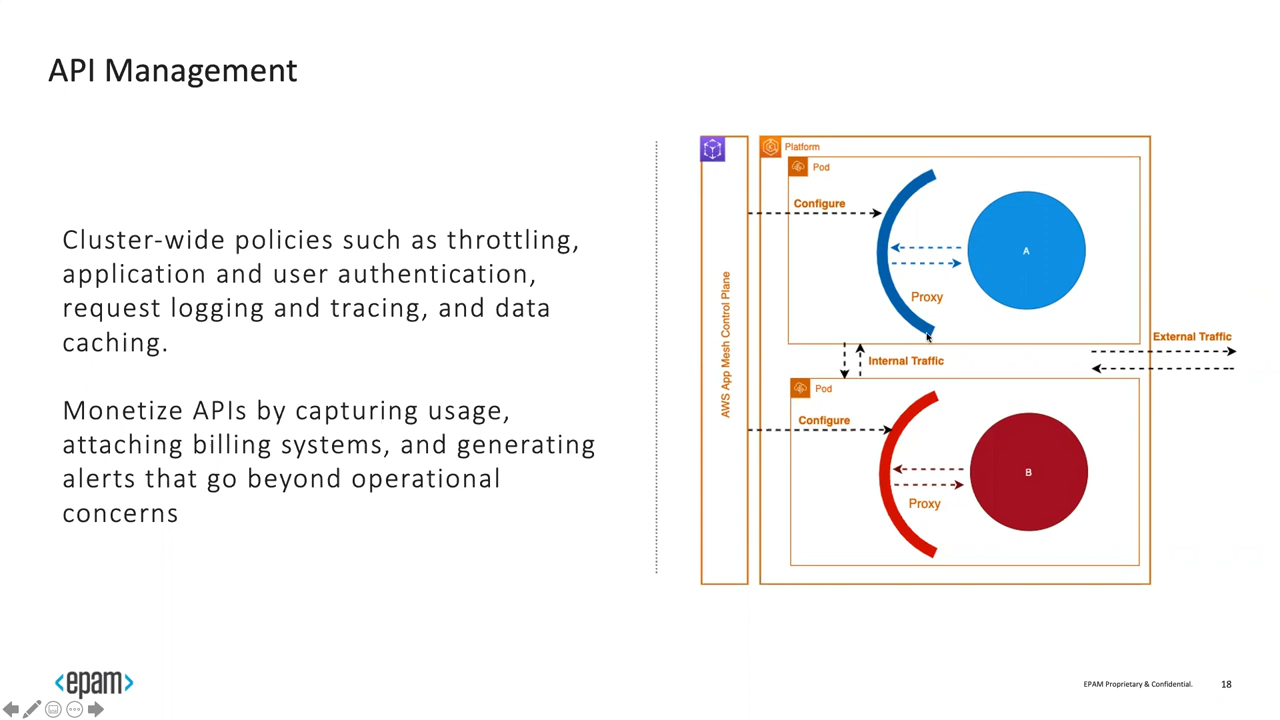 API Management
Cluster-wide policies such as throttling,
application and user authentication,
request logging and tracing, and data
caching.
Monetize APIs by capturing usage,
attaching billing systems, and generating
alerts that go beyond operational
concerns
AWS App Mesh Control Plane
Platform
Pod
Configure
A
Proxy
Internal Traffic
External Traffic
Pod
Configure
B
Proxy
<epam>
EPAM Proprietary & Confidential.
18